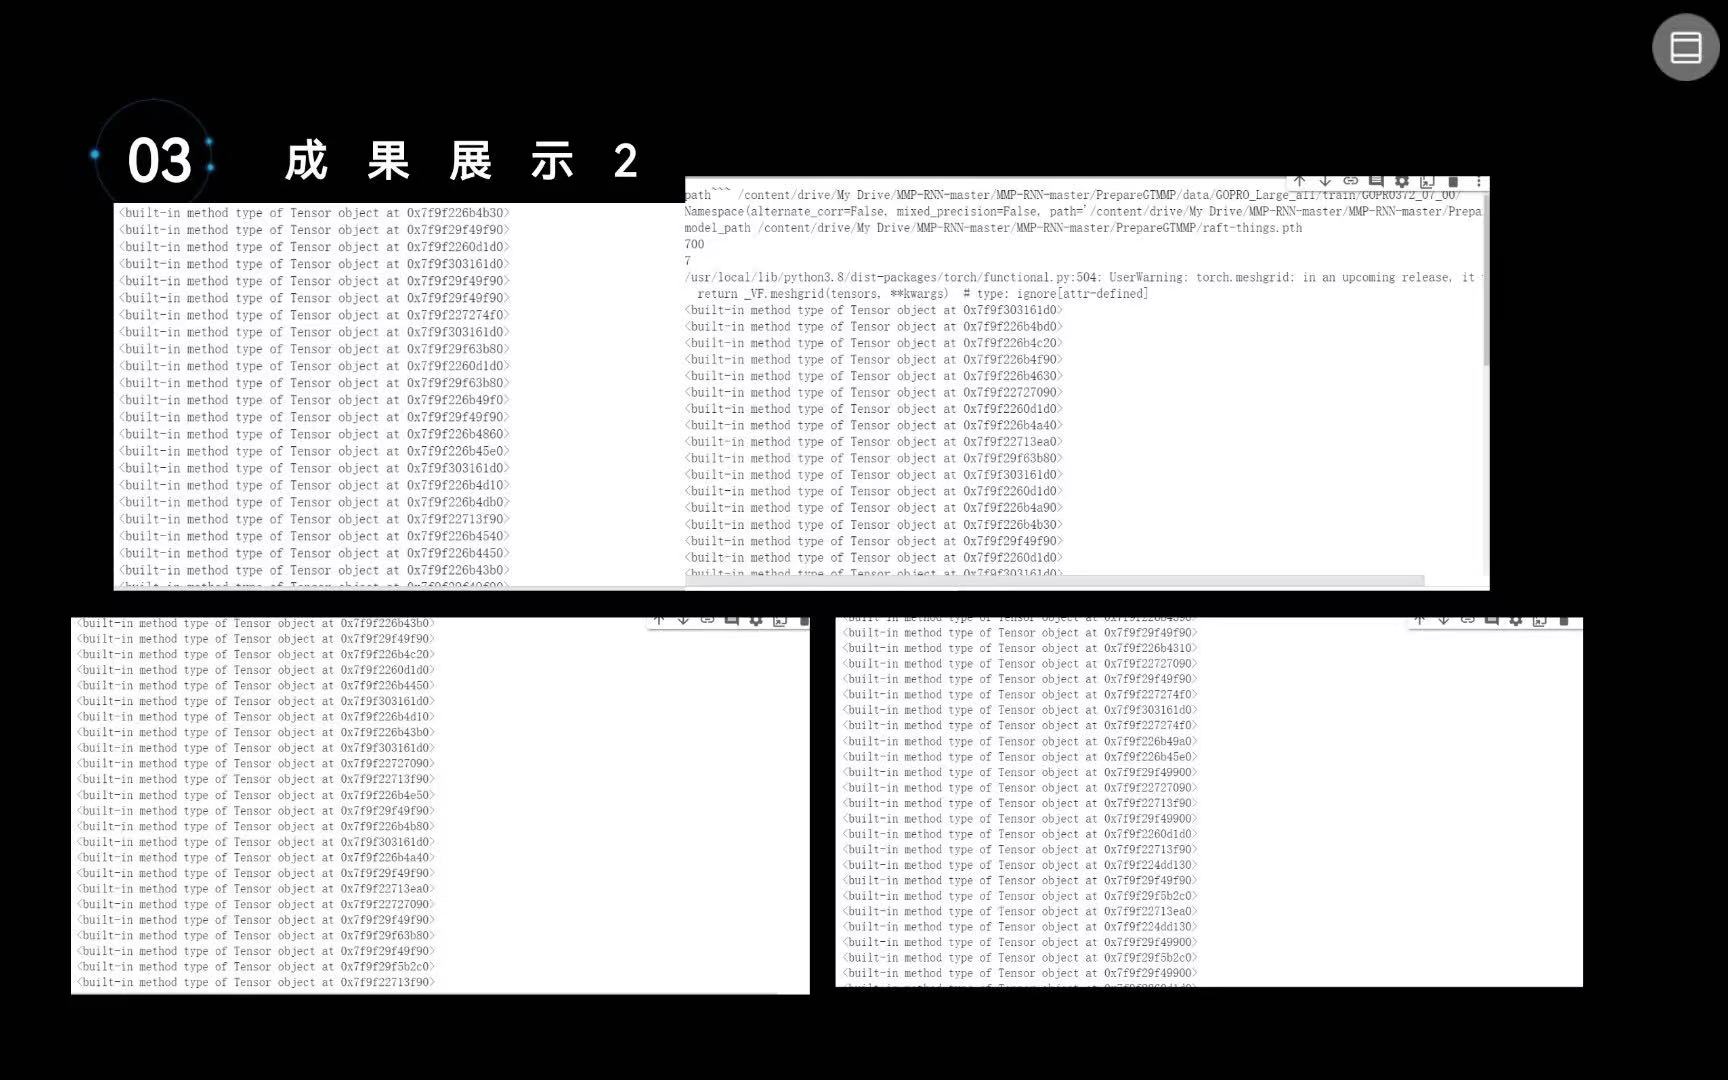 03
成果展示2
<built-in method type of Tensor object at 0x7f9f226b4b30>
<built-in method type of Tensor object at 0x7f9f29f49f90>
<built-in method type of Tensor object at 0x7f9f2260d1d0>
<built-in method type of Tensor object at 0x7f9f303161d0>
<built-in method type of Tensor object at 0x7f9f29f49f90>
<built-in method type of Tensor object at 0x7f9f29f49f90>
<built-in method type of Tensor object at 0x7f9f227274f0>
<built-in method type of Tensor object at 0x7f9f303161d0>
<built-in method type of Tensor object at 0x7f9f29f63b80>
<built-in method type of Tensor object at 0x7f9f2260d1d0>
<built-in method type of Tensor object at 0x7f9f29f63b80>
<built-in method type of Tensor object at 0x7f9f226b49f0>
<built-in method type of Tensor object at 0x7f9f29f49f90>
<built-in method type of Tensor object at 0x7f9f226b4860>
<built-in method type of Tensor object at 0x7f9f226b45e0>
<built-in method type of Tensor object at 0x7f9f303161d0>
<built-in method type of Tensor object at 0x7f9f226b4d10>
<built-in method type of Tensor object at 0x7f9f226b4db0>
<built-in method type of Tensor object at 0x7f9f22713f90>
<built-in method type of Tensor object at 0x7f9f226b4540>
<built-in method type of Tensor object at 0x7f9f226b4450>
<built-in method type of Tensor object at 0x7f9f226b43b0>
<built-in method type of Tensor object at 0x7f9f29f49f90>
path``` /content/drive/My Drive/MMP-RNN-master/MMP-RNN-master/PrepareGTMMP/data/GOPRO_Large_all/train/GOPR0372_07_00/
Namespace(alternate_corr=False, mixed_precision=False, path='/content/drive/My Drive/MMP-RNN-master/MMP-RNN-master/Prepa
model_path /content/drive/My Drive/MMP-RNN-master/MMP-RNN-master/PrepareGTMMP/raft-things.pth
700
7
/usr/local/lib/python3.8/dist-packages/torch/functional.py:504: UserWarning: torch.meshgrid: in an upcoming release, it
return _VF.meshgrid(tensors, **kwargs)  # type: ignore[attr-defined]
<built-in method type of Tensor object at 0x7f9f303161d0>
<built-in method type of Tensor object at 0x7f9f226b4bd0>
<built-in method type of Tensor object at 0x7f9f226b4c20>
<built-in method type of Tensor object at 0x7f9f226b4f90>
<built-in method type of Tensor object at 0x7f9f226b4630>
<built-in method type of Tensor object at 0x7f9f22727090>
<built-in method type of Tensor object at 0x7f9f2260d1d0>
<built-in method type of Tensor object at 0x7f9f226b4a40>
<built-in method type of Tensor object at 0x7f9f22713ea0>
<built-in method type of Tensor object at 0x7f9f29f63b80>
<built-in method type of Tensor object at 0x7f9f303161d0>
<built-in method type of Tensor object at 0x7f9f2260d1d0>
<built-in method type of Tensor object at 0x7f9f226b4a90>
<built-in method type of Tensor object at 0x7f9f226b4b30>
<built-in method type of Tensor object at 0x7f9f29f49f90>
<built-in method type of Tensor object at 0x7f9f2260d1d0>
<built-in method type of Tensor object at 0x7f9f303161d0>
<built-in method type of Tensor object at 0x7f9f226b43b0>
<built-in method type of Tensor object at 0x7f9f29f49f90>
<built-in method type of Tensor object at 0x7f9f226b4c20>
<built-in method type of Tensor object at 0x7f9f2260d1d0>
<built-in method type of Tensor object at 0x7f9f226b4450>
<built-in method type of Tensor object at 0x7f9f303161d0>
<built-in method type of Tensor object at 0x7f9f226b4d10>
<built-in method type of Tensor object at 0x7f9f226b43b0>
<built-in method type of Tensor object at 0x7f9f303161d0>
<built-in method type of Tensor object at 0x7f9f22727090>
<built-in method type of Tensor object at 0x7f9f22713f90>
<built-in method type of Tensor object at 0x7f9f226b4e50>
<built-in method type of Tensor object at 0x7f9f29f49f90>
<built-in method type of Tensor object at 0x7f9f226b4b80>
<built-in method type of Tensor object at 0x7f9f303161d0>
<built-in method type of Tensor object at 0x7f9f226b4a40>
<built-in method type of Tensor object at 0x7f9f29f49f90>
<built-in method type of Tensor object at 0x7f9f22713ea0>
<built-in method type of Tensor object at 0x7f9f22727090>
<built-in method type of Tensor object at 0x7f9f29f49f90>
<built-in method type of Tensor object at 0x7f9f29f63b80>
<built-in method type of Tensor object at 0x7f9f29f49f90>
<built-in method type of Tensor object at 0x7f9f29f5b2c0>
<built-in method type of Tensor object at 0x7f9f22713f90>
<built-in method type of Tensor object at
<built-in method type of Tensor object at 0x7f9f29f49f90>
<built-in method type of Tensor object at 0x7f9f226b4310>
<built-in method type of Tensor object at 0x7f9f22727090>
<built-in method type of Tensor object at 0x7f9f29f49f90>
<built-in method type of Tensor object at 0x7f9f227274f0>
<built-in method type of Tensor object at 0x7f9f303161d0>
<built-in method type of Tensor object at 0x7f9f227274f0>
<built-in method type of Tensor object at 0x7f9f226b49a0>
<built-in method type of Tensor object at 0x7f9f226b45e0>
<built-in method type of Tensor object at 0x7f9f29f49900>
<built-in method type of Tensor object at 0x7f9f22727090>
<built-in method type of Tensor object at 0x7f9f22713f90>
<built-in method type of Tensor object at 0x7f9f29f49900>
<built-in method type of Tensor object at 0x7f9f2260d1d0>
<built-in method type of Tensor object at 0x7f9f22713f90>
<built-in method type of Tensor object at 0x7f9f224dd130>
<built-in method type of Tensor object at 0x7f9f29f49f90>
<built-in method type of Tensor object at 0x7f9f29f5b2c0>
<built-in method type of Tensor object at 0x7f9f22713ea0>
<built-in method type of Tensor object at 0x7f9f224dd130>
<built-in method type of Tensor object at 0x7f9f29f49900>
<built-in method type of Tensor object at 0x7f9f29f5b2c0>
<built-in method type of Tensor object at 0x7f9f29f49900>
<built-in method type of Tensor object at